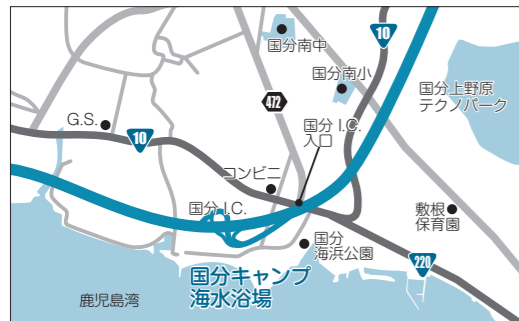 国分南中
10
国分南小
国分上野原
テクノパーク
472
G.S.
国分 I.C.
入口
10
コンビニ
国分 I.C.
敷根
保育園
国分
海浜公園
国分キャンプ
海水浴場
220
鹿児島湾